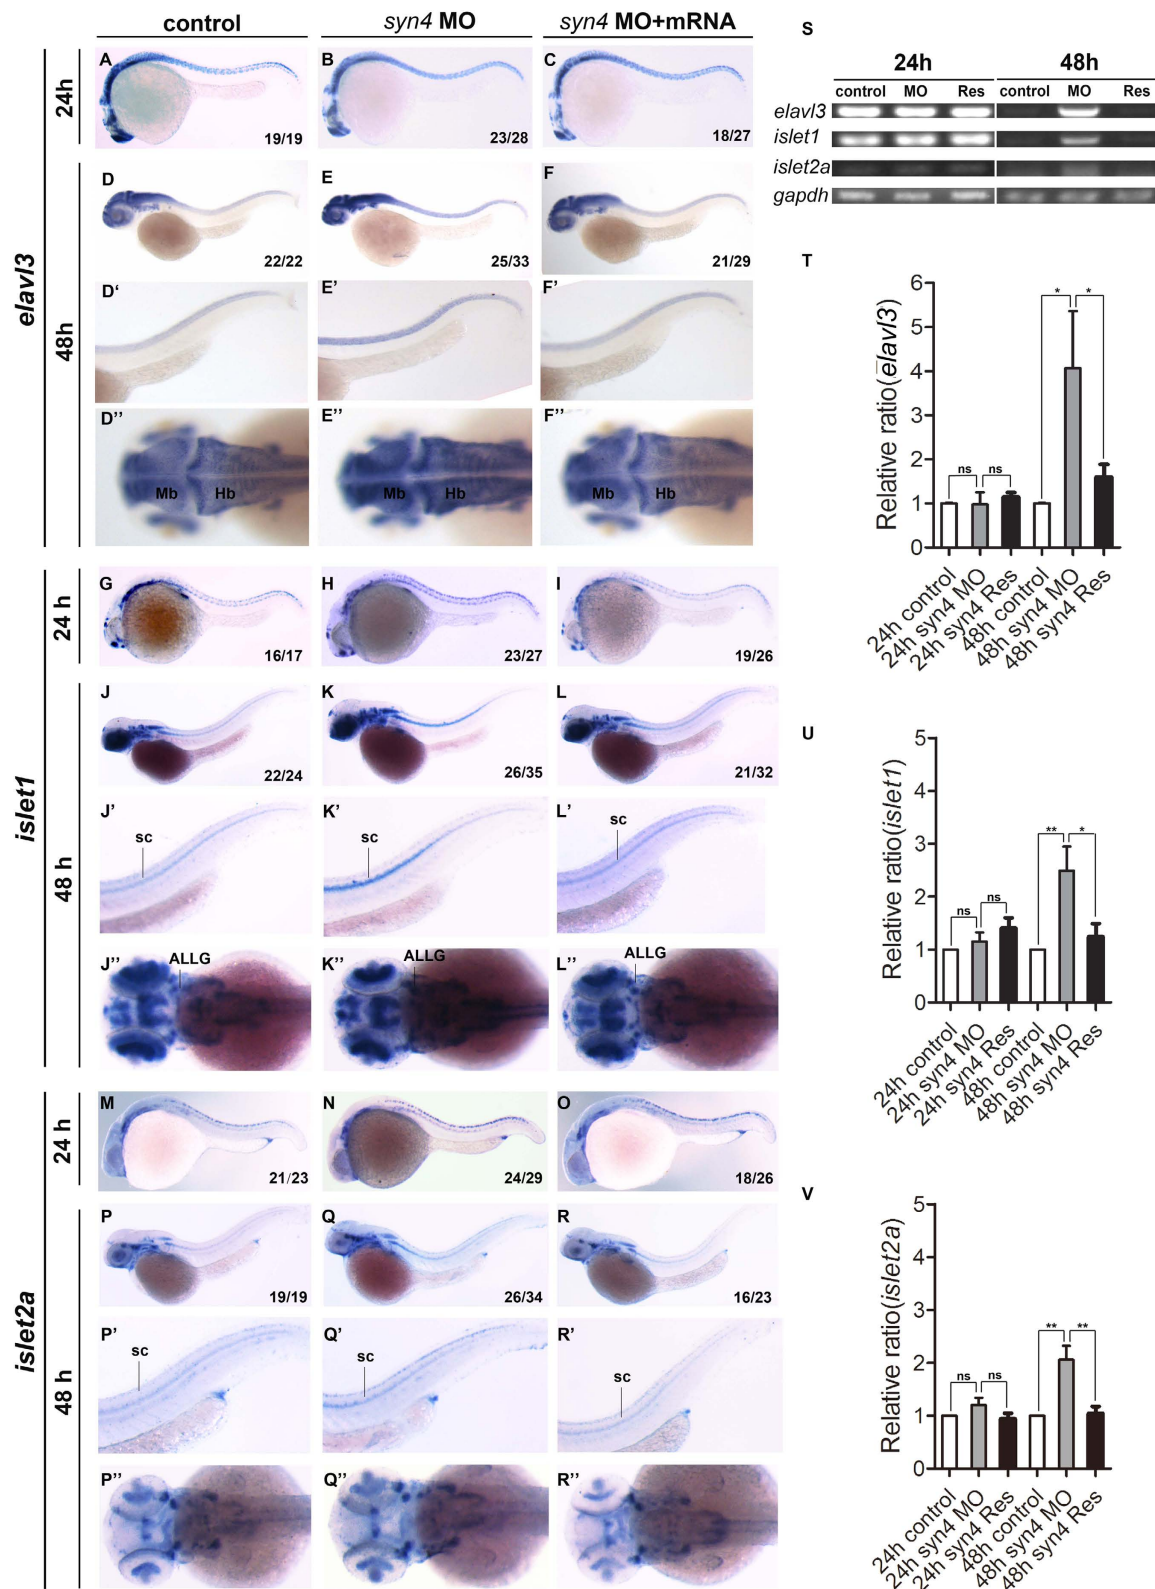 control syn4 MO syn4 MO+mRNA
elavl3
24h
A 19/19
B 23/28
C 18/27
48h
D 22/22
E 25/33
F 21/29
D‘
E’
F’
D’’ Mb Hb
E’’ Mb Hb
F’’ Mb Hb
islet1
24 h
G 16/17
H 23/27
I 19/26
48 h
J 22/24
K 26/35
L 21/32
J’ sc
K’ sc
L’ sc
J’’ ALLG
K’’ ALLG
L’’ ALLG
islet2a
24 h
M 21/23
N 24/29
O 18/26
48 h
P 19/19
Q 26/34
R 16/23
P’ sc
Q’ sc
R’ sc
P’’
Q’’
R’’
S
24h 48h
control MO Res control MO Res
elavl3
islet1
islet2a
gapdh
T
Relative ratio(elavl3)
6
5
4
3
2
1
0
ns ns * *
24h control
24h syn4 MO
24h syn4 Res
48h control
48h syn4 MO
48h syn4 Res
U
Relative ratio(islet1)
5
4
3
2
1
0
ns ns ** *
24h control
24h syn4 MO
24h syn4 Res
48h control
48h syn4 MO
48h syn4 Res
V
Relative ratio(islet2a)
5
4
3
2
1
0
ns ns ** **
24h control
24h syn4 MO
24h syn4 Res
48h control
48h syn4 MO
48h syn4 Res